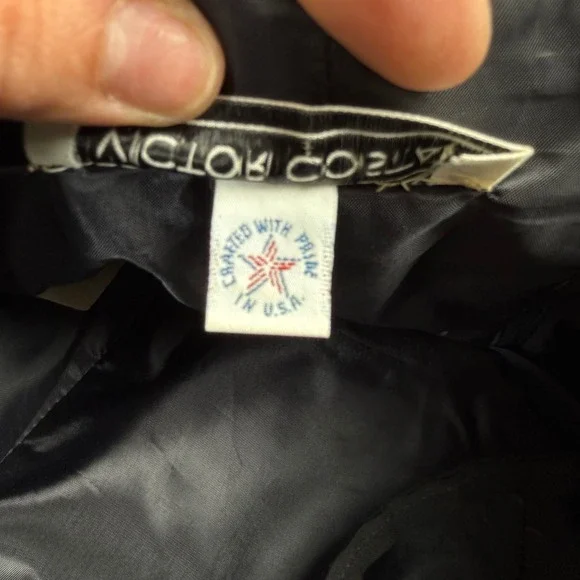 VICTOR COSTA
CRAFTED WITH PRIDE
IN U.S.A.